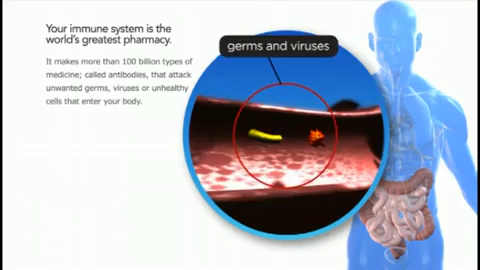 Your immune system is the
world's greatest pharmacy.
It makes more than 100 billion types of
medicine; called antibodies, that attack
unwanted germs, viruses or unhealthy
cells that enter your body.
germs and viruses